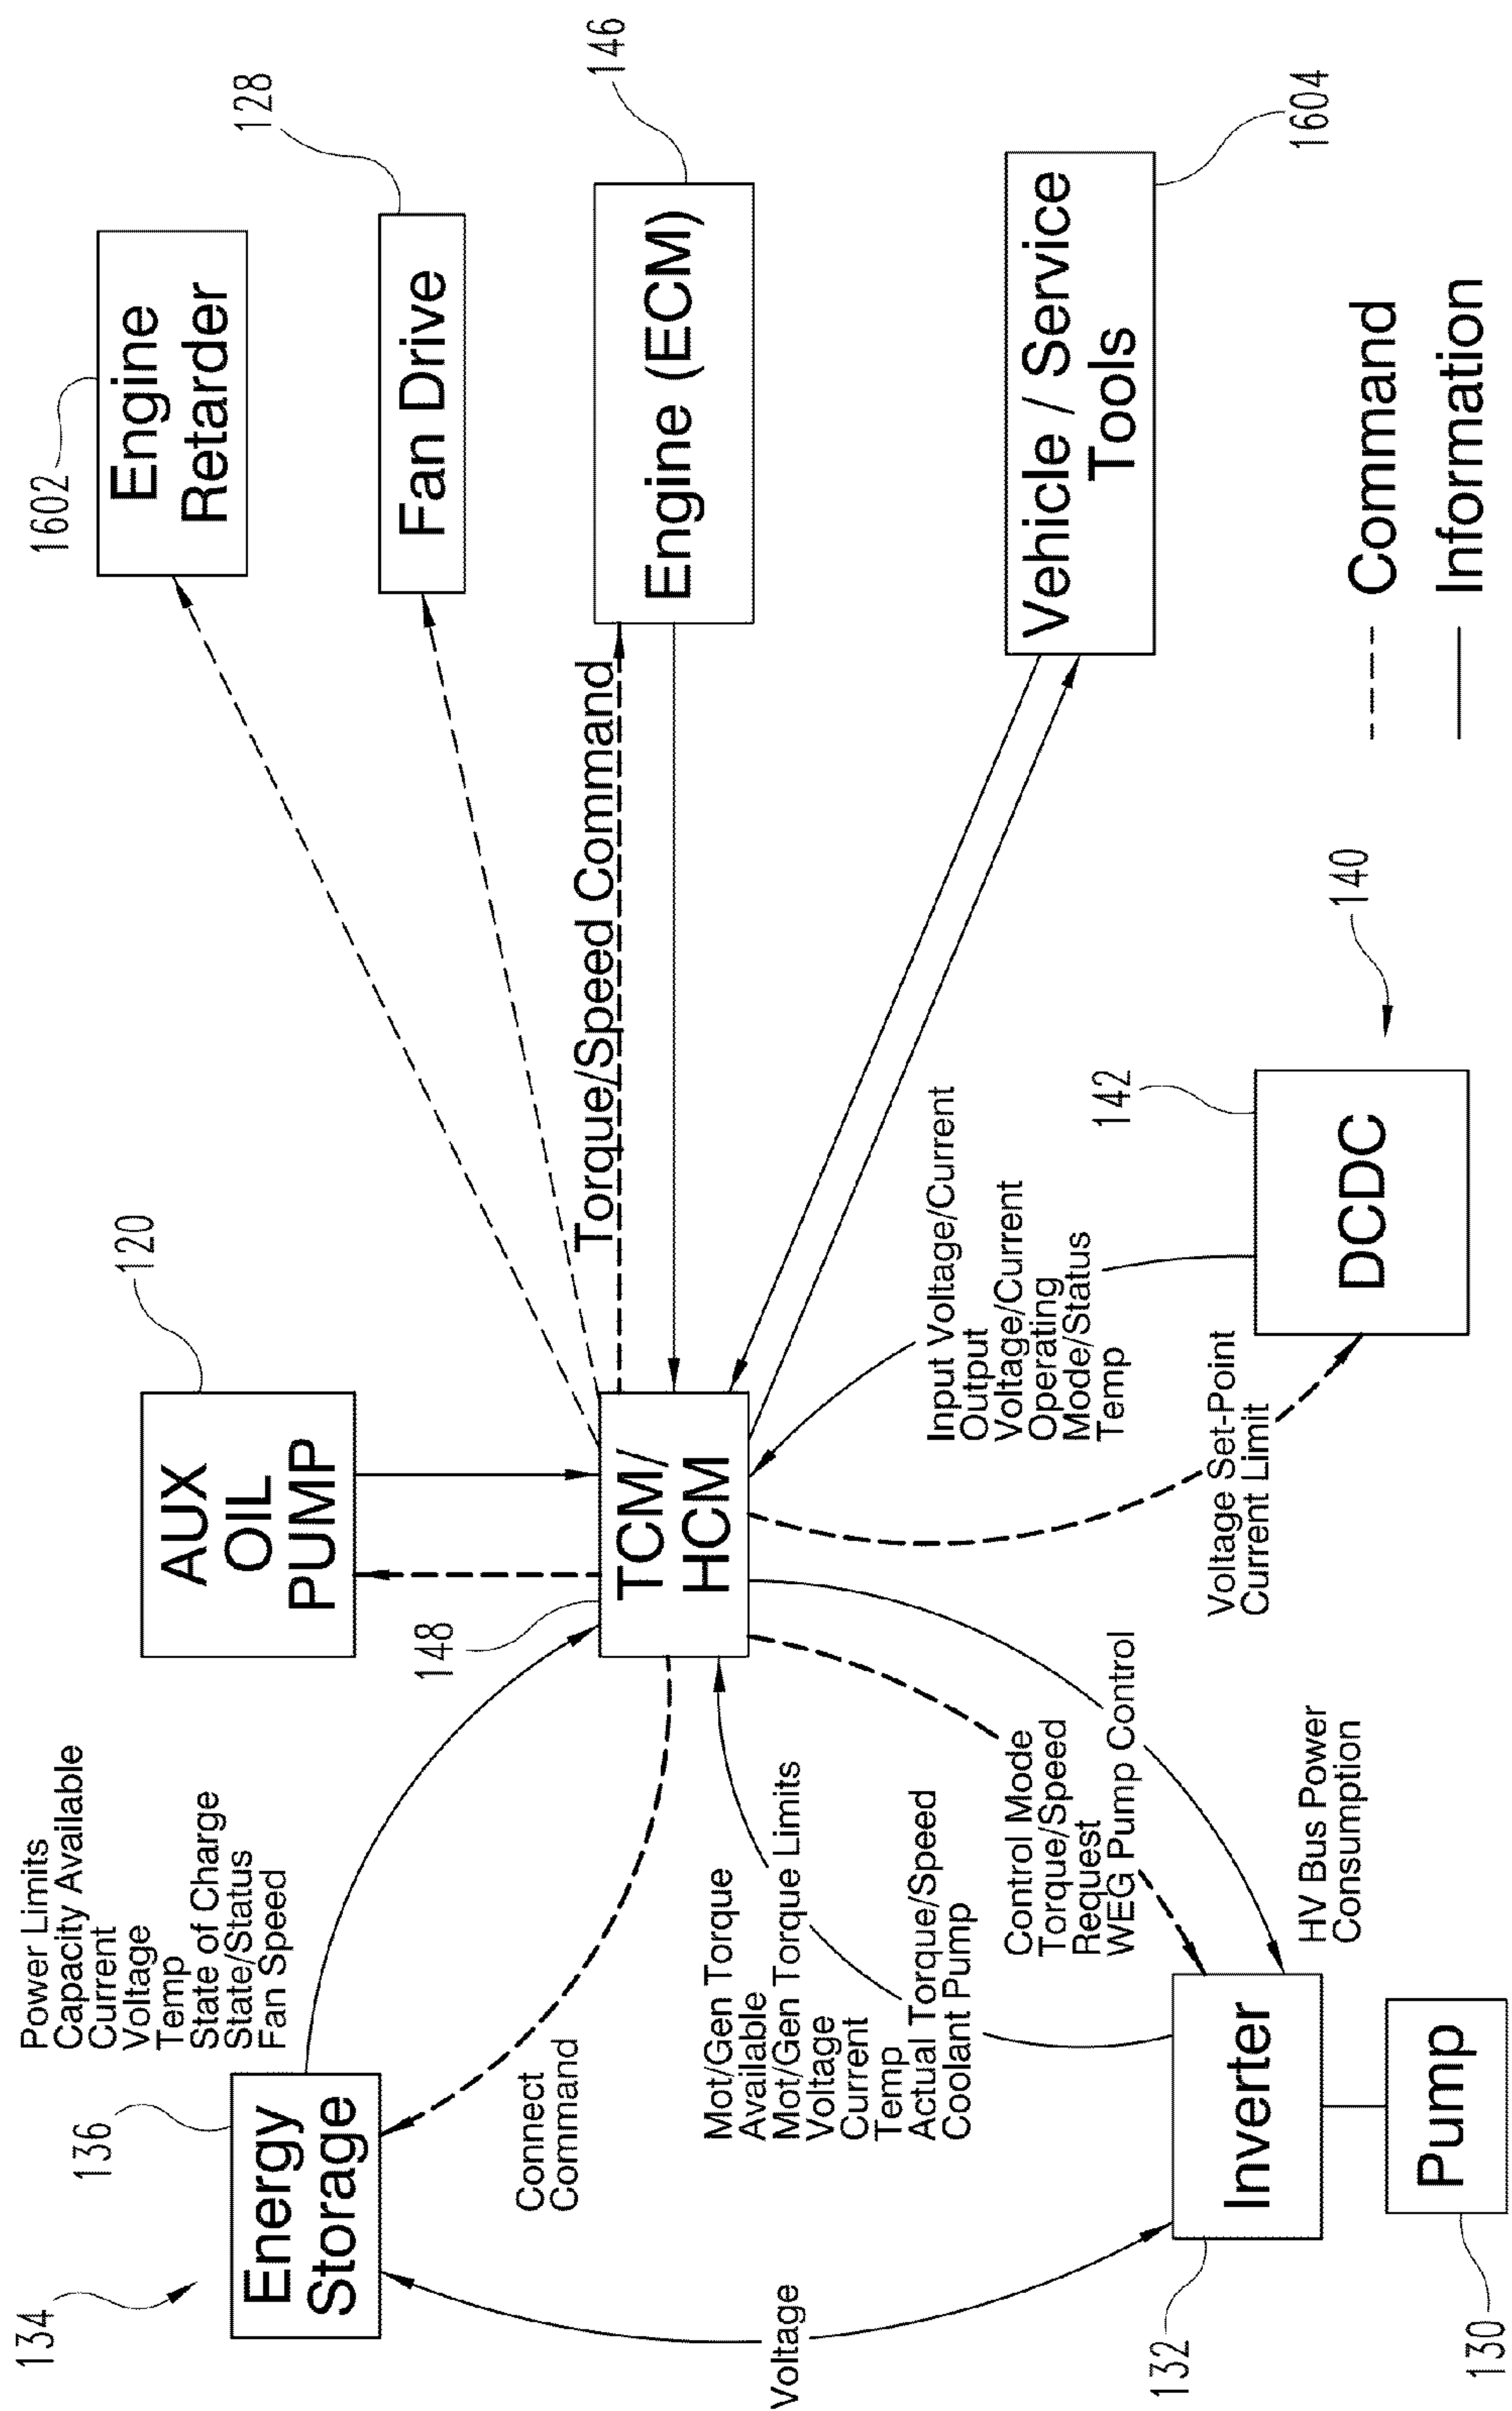 134
136
Energy
Storage
Power Limits
Capacity Available
Current
Voltage
Temp
State of Charge
State/Status
Fan Speed
120
AUX
OIL
PUMP
1602
Engine
Retarder
128
Fan Drive
146
Engine (ECM)
Torque/Speed Command
148
TCM/
HCM
Connect
Command
Mot/Gen Torque
Available
Mot/Gen Torque Limits
Voltage
Current
Temp
Actual Torque/Speed
Coolant Pump
Voltage
Control Mode
Torque/Speed
Request
WEG Pump Control
HV Bus Power
Consumption
132
Inverter
130
Pump
Input Voltage/Current
Output
Voltage/Current
Operating
Mode/Status
Temp
Voltage Set-Point
Current Limit
142
140
DCDC
Vehicle / Service
Tools
1604
Command
Information